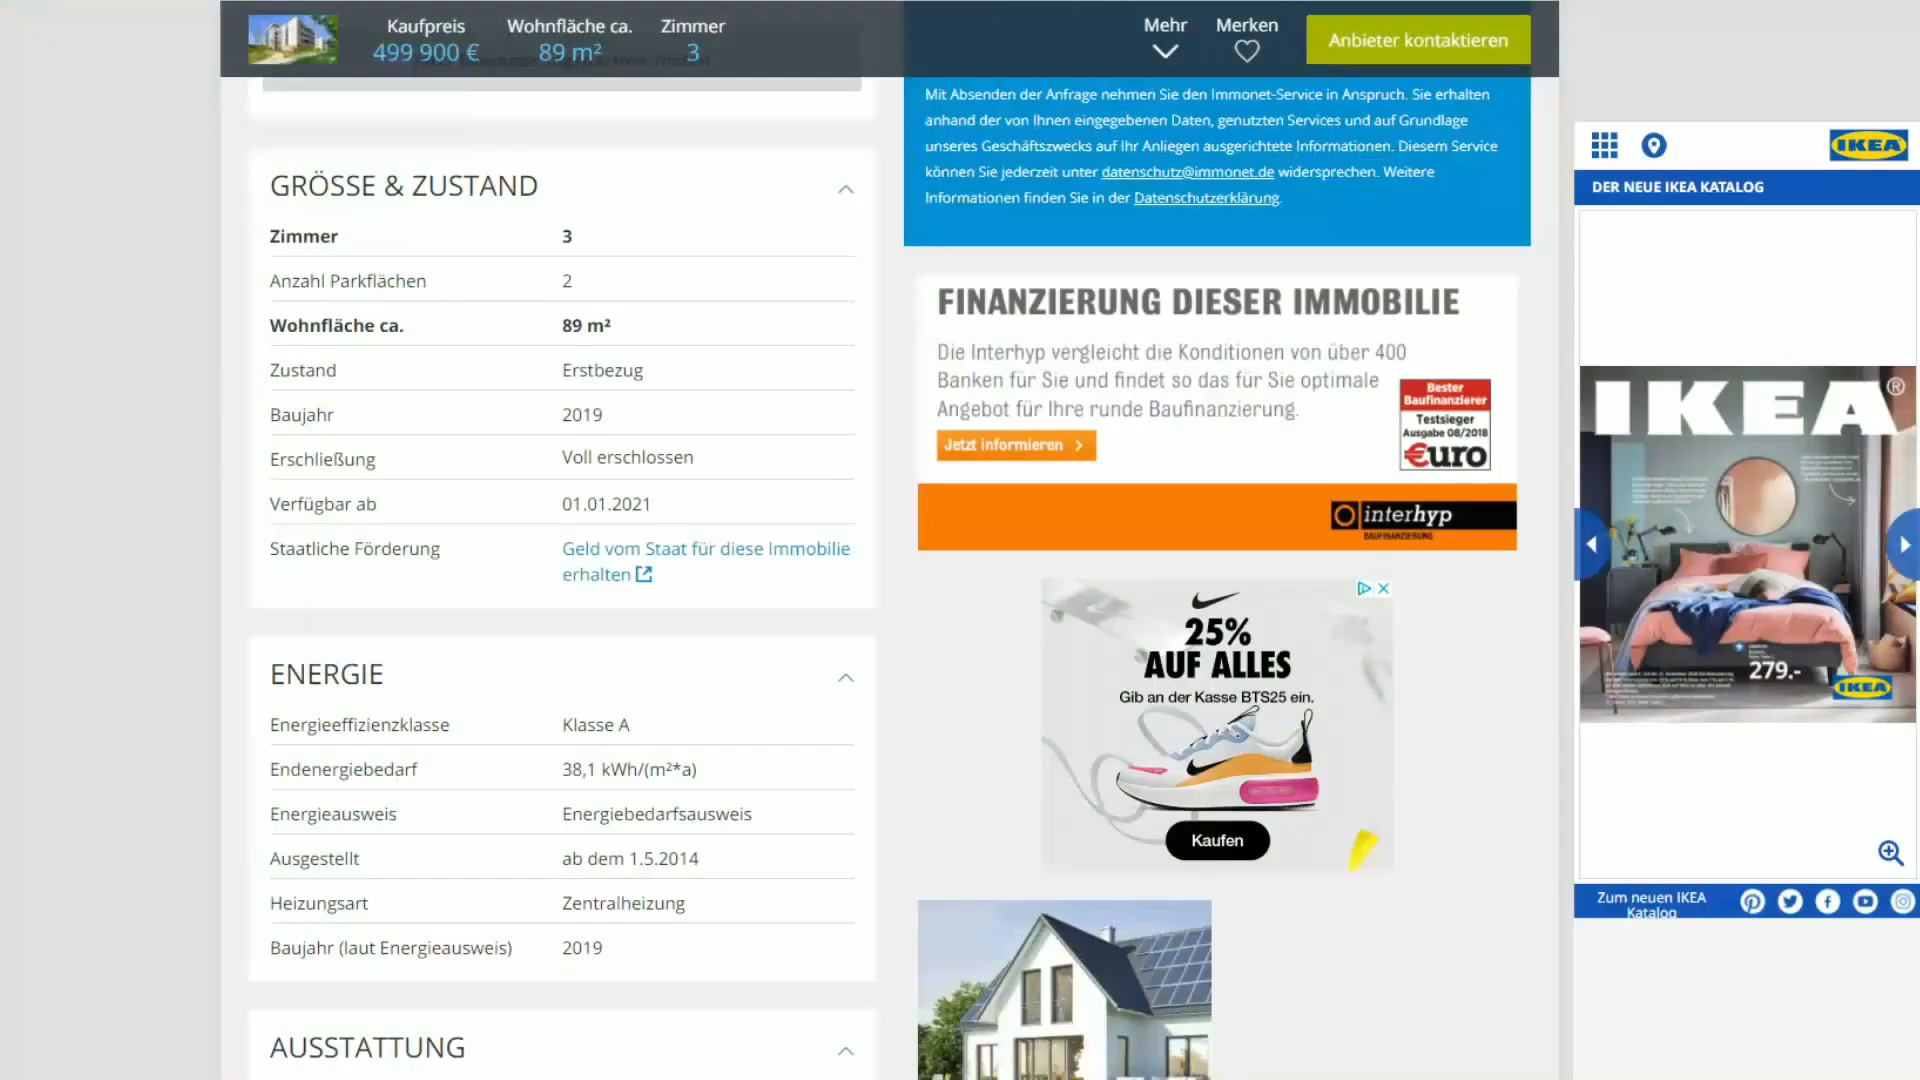 Kaufpreis
499 900 €
Wohnfläche ca.
89 m²
Zimmer
3
Mehr
Merken
Anbieter kontaktieren
GRÖSSE & ZUSTAND
Zimmer 3
Anzahl Parkflächen 2
Wohnfläche ca. 89 m²
Zustand Erstbezug
Baujahr 2019
Erschließung Voll erschlossen
Verfügbar ab 01.01.2021
Staatliche Förderung Geld vom Staat für diese Immobilie
erhalten
ENERGIE
Energieeffizienzklasse Klasse A
Endenergiebedarf 38,1 kWh/(m²*a)
Energieausweis Energiebedarfsausweis
Ausgestellt ab dem 1.5.2014
Heizungsart Zentralheizung
Baujahr (laut Energieausweis) 2019
AUSSTATTUNG
Mit Absenden der Anfrage nehmen Sie den Immonet-Service in Anspruch. Sie erhalten
anhand der von Ihnen eingegebenen Daten, genutzten Services und auf Grundlage
unseres Geschäftszwecks auf Ihr Anliegen ausgerichtete Informationen. Diesem Service
können Sie jederzeit unter datenschutz@immonet.de widersprechen. Weitere
Informationen finden Sie in der Datenschutzerklärung.
FINANZIERUNG DIESER IMMOBILIE
Die Interhyp vergleicht die Konditionen von über 400
Banken für Sie und findet so das für Sie optimale
Angebot für Ihre runde Baufinanzierung.
Jetzt informieren
Bester
Baufinanzierer
Testsieger
Ausgabe 08/2018
€uro
interhyp
BAUFINANZIERUNG
25%
AUF ALLES
Gib an der Kasse BTS25 ein.
Kaufen
IKEA
DER NEUE IKEA KATALOG
IKEA®
279.-
IKEA
Zum neuen IKEA
Katalog